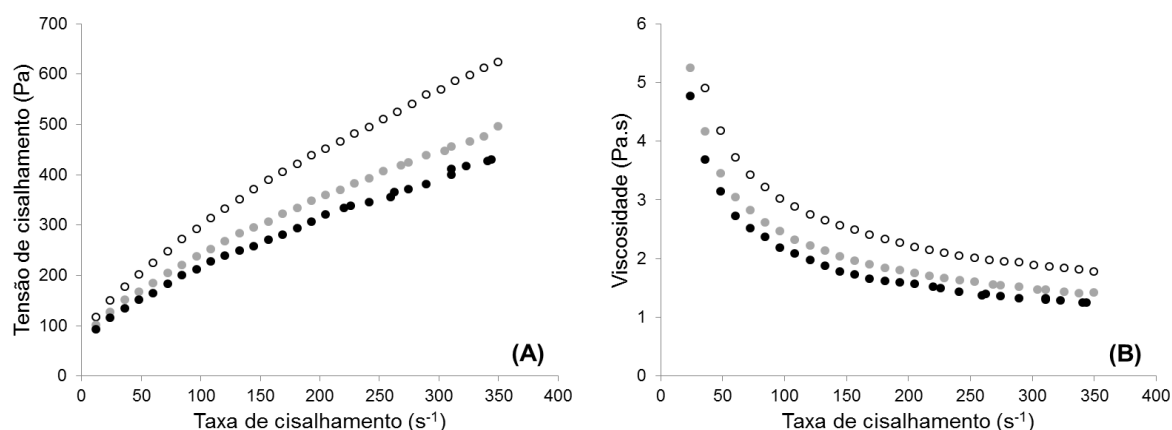 Tensão de cisalhamento (Pa)
700
600
500
400
300
200
100
0
0 50 100 150 200 250 300 350 400
Taxa de cisalhamento (s⁻¹)
(A)
Viscosidade (Pa.s)
6
5
4
3
2
1
0
0 50 100 150 200 250 300 350 400
Taxa de cisalhamento (s⁻¹)
(B)